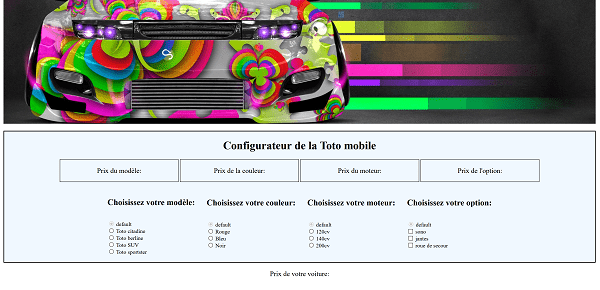 Configurateur de la Toto mobile
Prix du modèle: Prix de la couleur: Prix du moteur: Prix de l'option:
Choisissez votre modèle: Choisissez votre couleur: Choisissez votre moteur: Choisissez votre option:
default default default default
Toto citadine Rouge 120cv sono
Toto berline Bleu 140cv jantes
Toto SUV Noir 200cv roue de secour
Toto sportster
Prix de votre voiture: